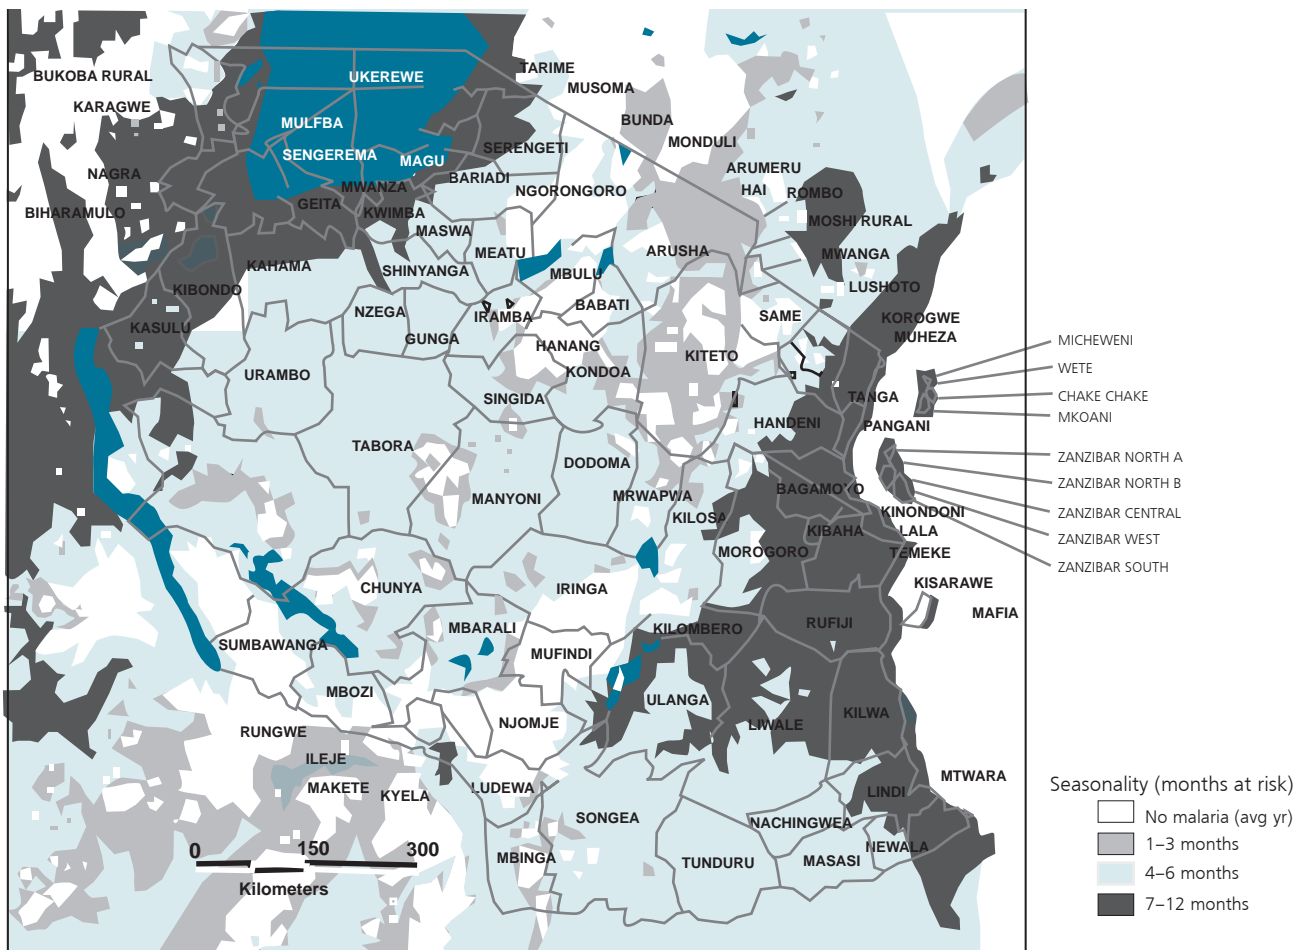 TARIME
BUKOBA RURAL
UKEREWE
MUSOMA
KARAGWE
MULFBA
BUNDA
MONDULI
SERENGETI
SENGEREMA
MAGU
ARUMERU
NAGRA
BARIADI
MWANZA
NGORONGORO
HAI
ROMBO
GEITA
KWIMBA
BIHARAMULO
MOSHI RURAL
MASWA
MEATU
ARUSHA
MWANGA
KAHAMA
SHINYANGA
MBULU
KIBONDO
LUSHOTO
BABATI
NZEGA
IRAMBA
SAME
KOROGWE
KASULU
MUHEZA
GUNGA
HANANG
MICHEWENI
KITETO
WETE
URAMBO
KONDOA
SINGIDA
TANGA
CHAKE CHAKE
MKOANI
HANDENI
PANGANI
TABORA
ZANZIBAR NORTH A
DODOMA
ZANZIBAR NORTH B
MANYONI
MRWAPWA
BAGAMOYO
KINONDONI
ZANZIBAR CENTRAL
KILOSA
KIBAHA
LALA
ZANZIBAR WEST
MOROGORO
TEMEKE
ZANZIBAR SOUTH
CHUNYA
IRINGA
KISARAWE
MAFIA
MBARALI
KILOMBERO
RUFIJI
SUMBAWANGA
MUFINDI
MBOZI
ULANGA
KILWA
RUNGWE
NJOMJE
LIWALE
ILEJE
MTWARA
MAKETE
KYELA
LUDEWA
LINDI
Seasonality (months at risk)
SONGEA
NACHINGWEA
No malaria (avg yr)
0 150 300
NEWALA
1–3 months
MBINGA
TUNDURU
MASASI
4–6 months
Kilometers
7–12 months